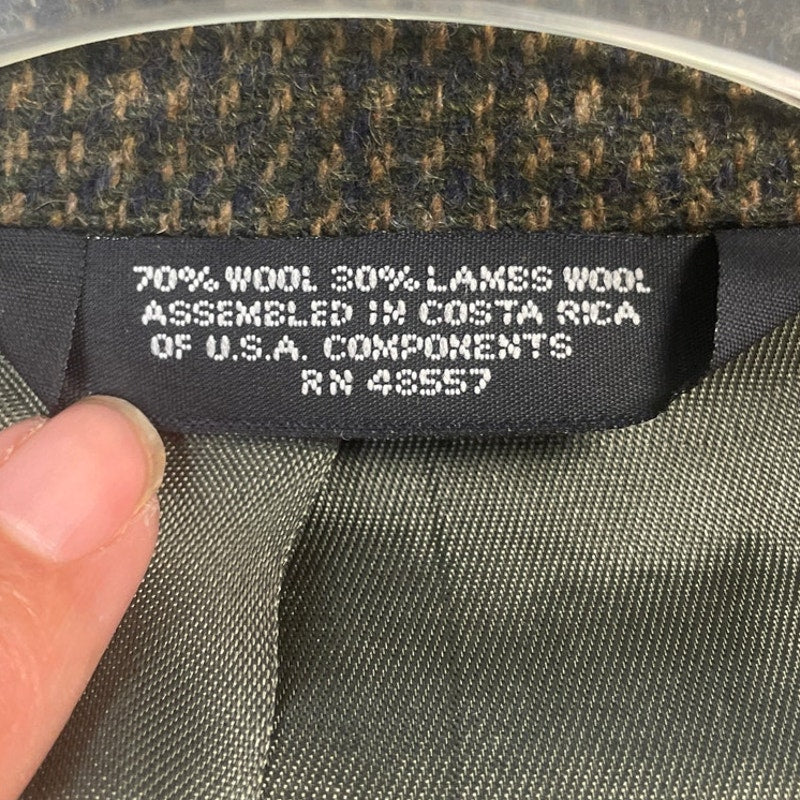 70% WOOL 30% LAMBS WOOL
ASSEMBLED IN COSTA RICA
OF U.S.A. COMPONENTS
RN 48557